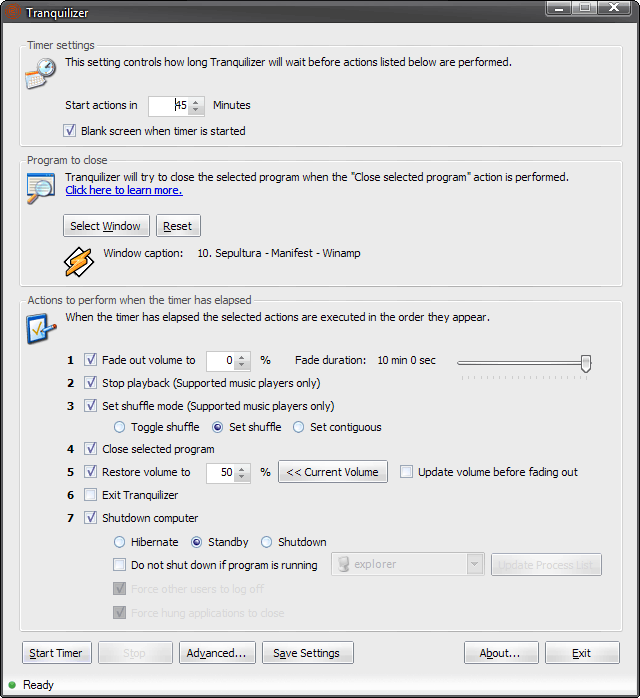 Tranquilizer
Timer settings
This setting controls how long Tranquilizer will wait before actions listed below are performed.
Start actions in 45 Minutes
Blank screen when timer is started
Program to close
Tranquilizer will try to close the selected program when the "Close selected program" action is performed.
Click here to learn more.
Select Window Reset
Window caption: 10. Sepultura - Manifest - Winamp
Actions to perform when the timer has elapsed
When the timer has elapsed the selected actions are executed in the order they appear.
1 Fade out volume to 0 % Fade duration: 10 min 0 sec
2 Stop playback (Supported music players only)
3 Set shuffle mode (Supported music players only)
Toggle shuffle Set shuffle Set contiguous
4 Close selected program
5 Restore volume to 50 % << Current Volume Update volume before fading out
6 Exit Tranquilizer
7 Shutdown computer
Hibernate Standby Shutdown
Do not shut down if program is running explorer Update Process List
Force other users to log off
Force hung applications to close
Start Timer Stop Advanced... Save Settings About... Exit
Ready